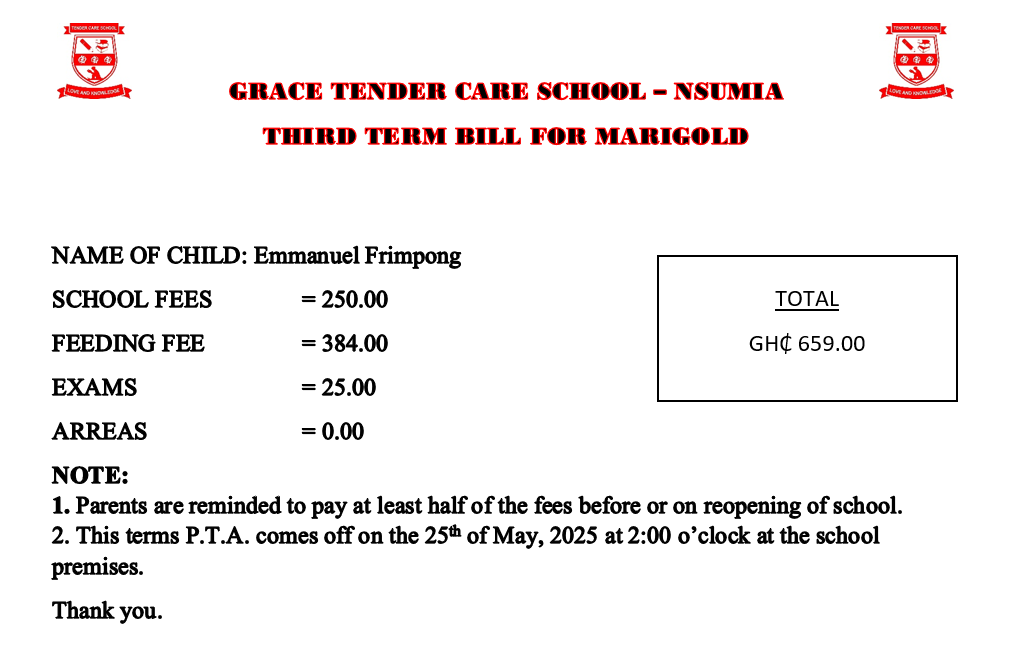 TENDER CARE SCHOOL
LOVE AND KNOWLEDGE
TENDER CARE SCHOOL
LOVE AND KNOWLEDGE
GRACE TENDER CARE SCHOOL – NSUMIA
THIRD TERM BILL FOR MARIGOLD
NAME OF CHILD: Emmanuel Frimpong
SCHOOL FEES = 250.00
FEEDING FEE = 384.00
EXAMS = 25.00
ARREAS = 0.00
TOTAL
GH₵ 659.00
NOTE:
1. Parents are reminded to pay at least half of the fees before or on reopening of school.
2. This terms P.T.A. comes off on the 25th of May, 2025 at 2:00 o’clock at the school
premises.
Thank you.